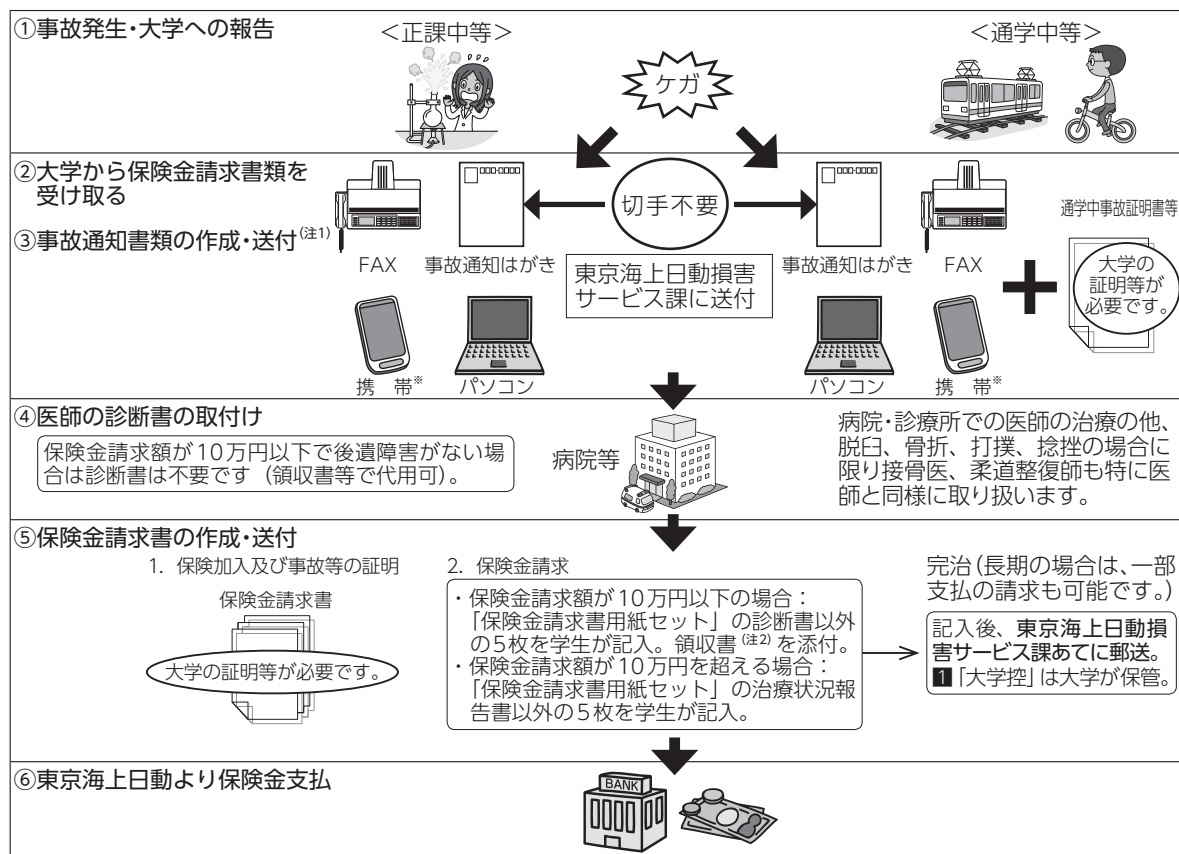 ①事故発生・大学への報告
<正課中等>
ケガ
<通学中等>
②大学から保険金請求書類を
受け取る
③事故通知書類の作成・送付(注1)
FAX
事故通知はがき
切手不要
東京海上日動損害
サービス課に送付
事故通知はがき
FAX
通学中事故証明書等
大学の
証明等が
必要です。
携 帯※
パソコン
パソコン
携 帯※
④医師の診断書の取付け
保険金請求額が10万円以下で後遺障害がない場
合は診断書は不要です（領収書等で代用可）。
病院等
病院・診療所での医師の治療の他、
脱臼、骨折、打撲、捻挫の場合に
限り接骨医、柔道整復師も特に医
師と同様に取り扱います。
⑤保険金請求書の作成・送付
1. 保険加入及び事故等の証明
保険金請求書
大学の証明等が必要です。
2. 保険金請求
・保険金請求額が10万円以下の場合：
「保険金請求書用紙セット」の診断書以外
の5枚を学生が記入。領収書(注2)を添付。
・保険金請求額が10万円を超える場合：
「保険金請求書用紙セット」の治療状況報
告書以外の5枚を学生が記入。
完治(長期の場合は、一部
支払の請求も可能です。)
記入後、東京海上日動損
害サービス課あてに郵送。
1「大学控」は大学が保管。
⑥東京海上日動より保険金支払
BANK